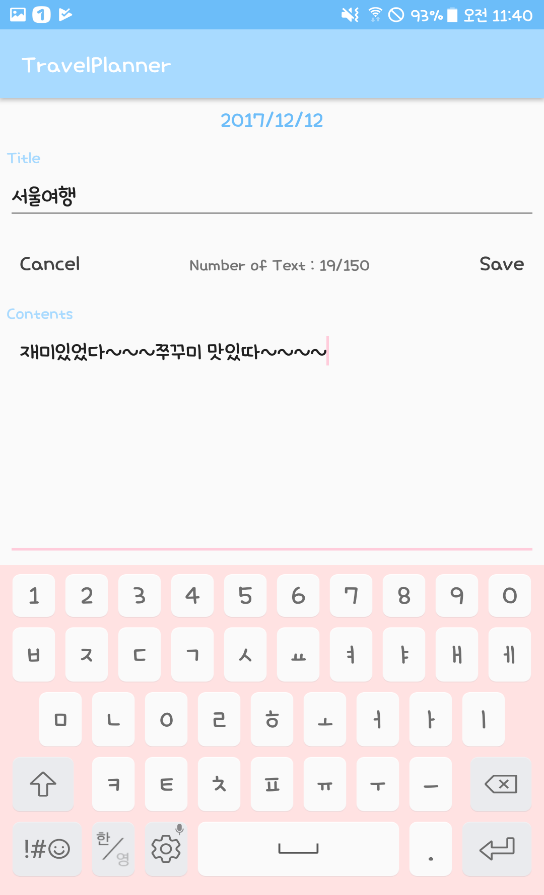 1 93% 오전 11:40
TravelPlanner
2017/12/12
Title
서울여행
Cancel Number of Text : 19/150 Save
Contents
재미있었다~~~쭈꾸미 맛있따~~~~
1 2 3 4 5 6 7 8 9 0
ㅂ ㅈ ㄷ ㄱ ㅅ ㅛ ㅕ ㅑ ㅐ ㅔ
ㅁ ㄴ ㅇ ㄹ ㅎ ㅗ ㅓ ㅏ ㅣ
ㅋ ㅌ ㅊ ㅍ ㅠ ㅜ ㅡ
!#☺ 한/영 .